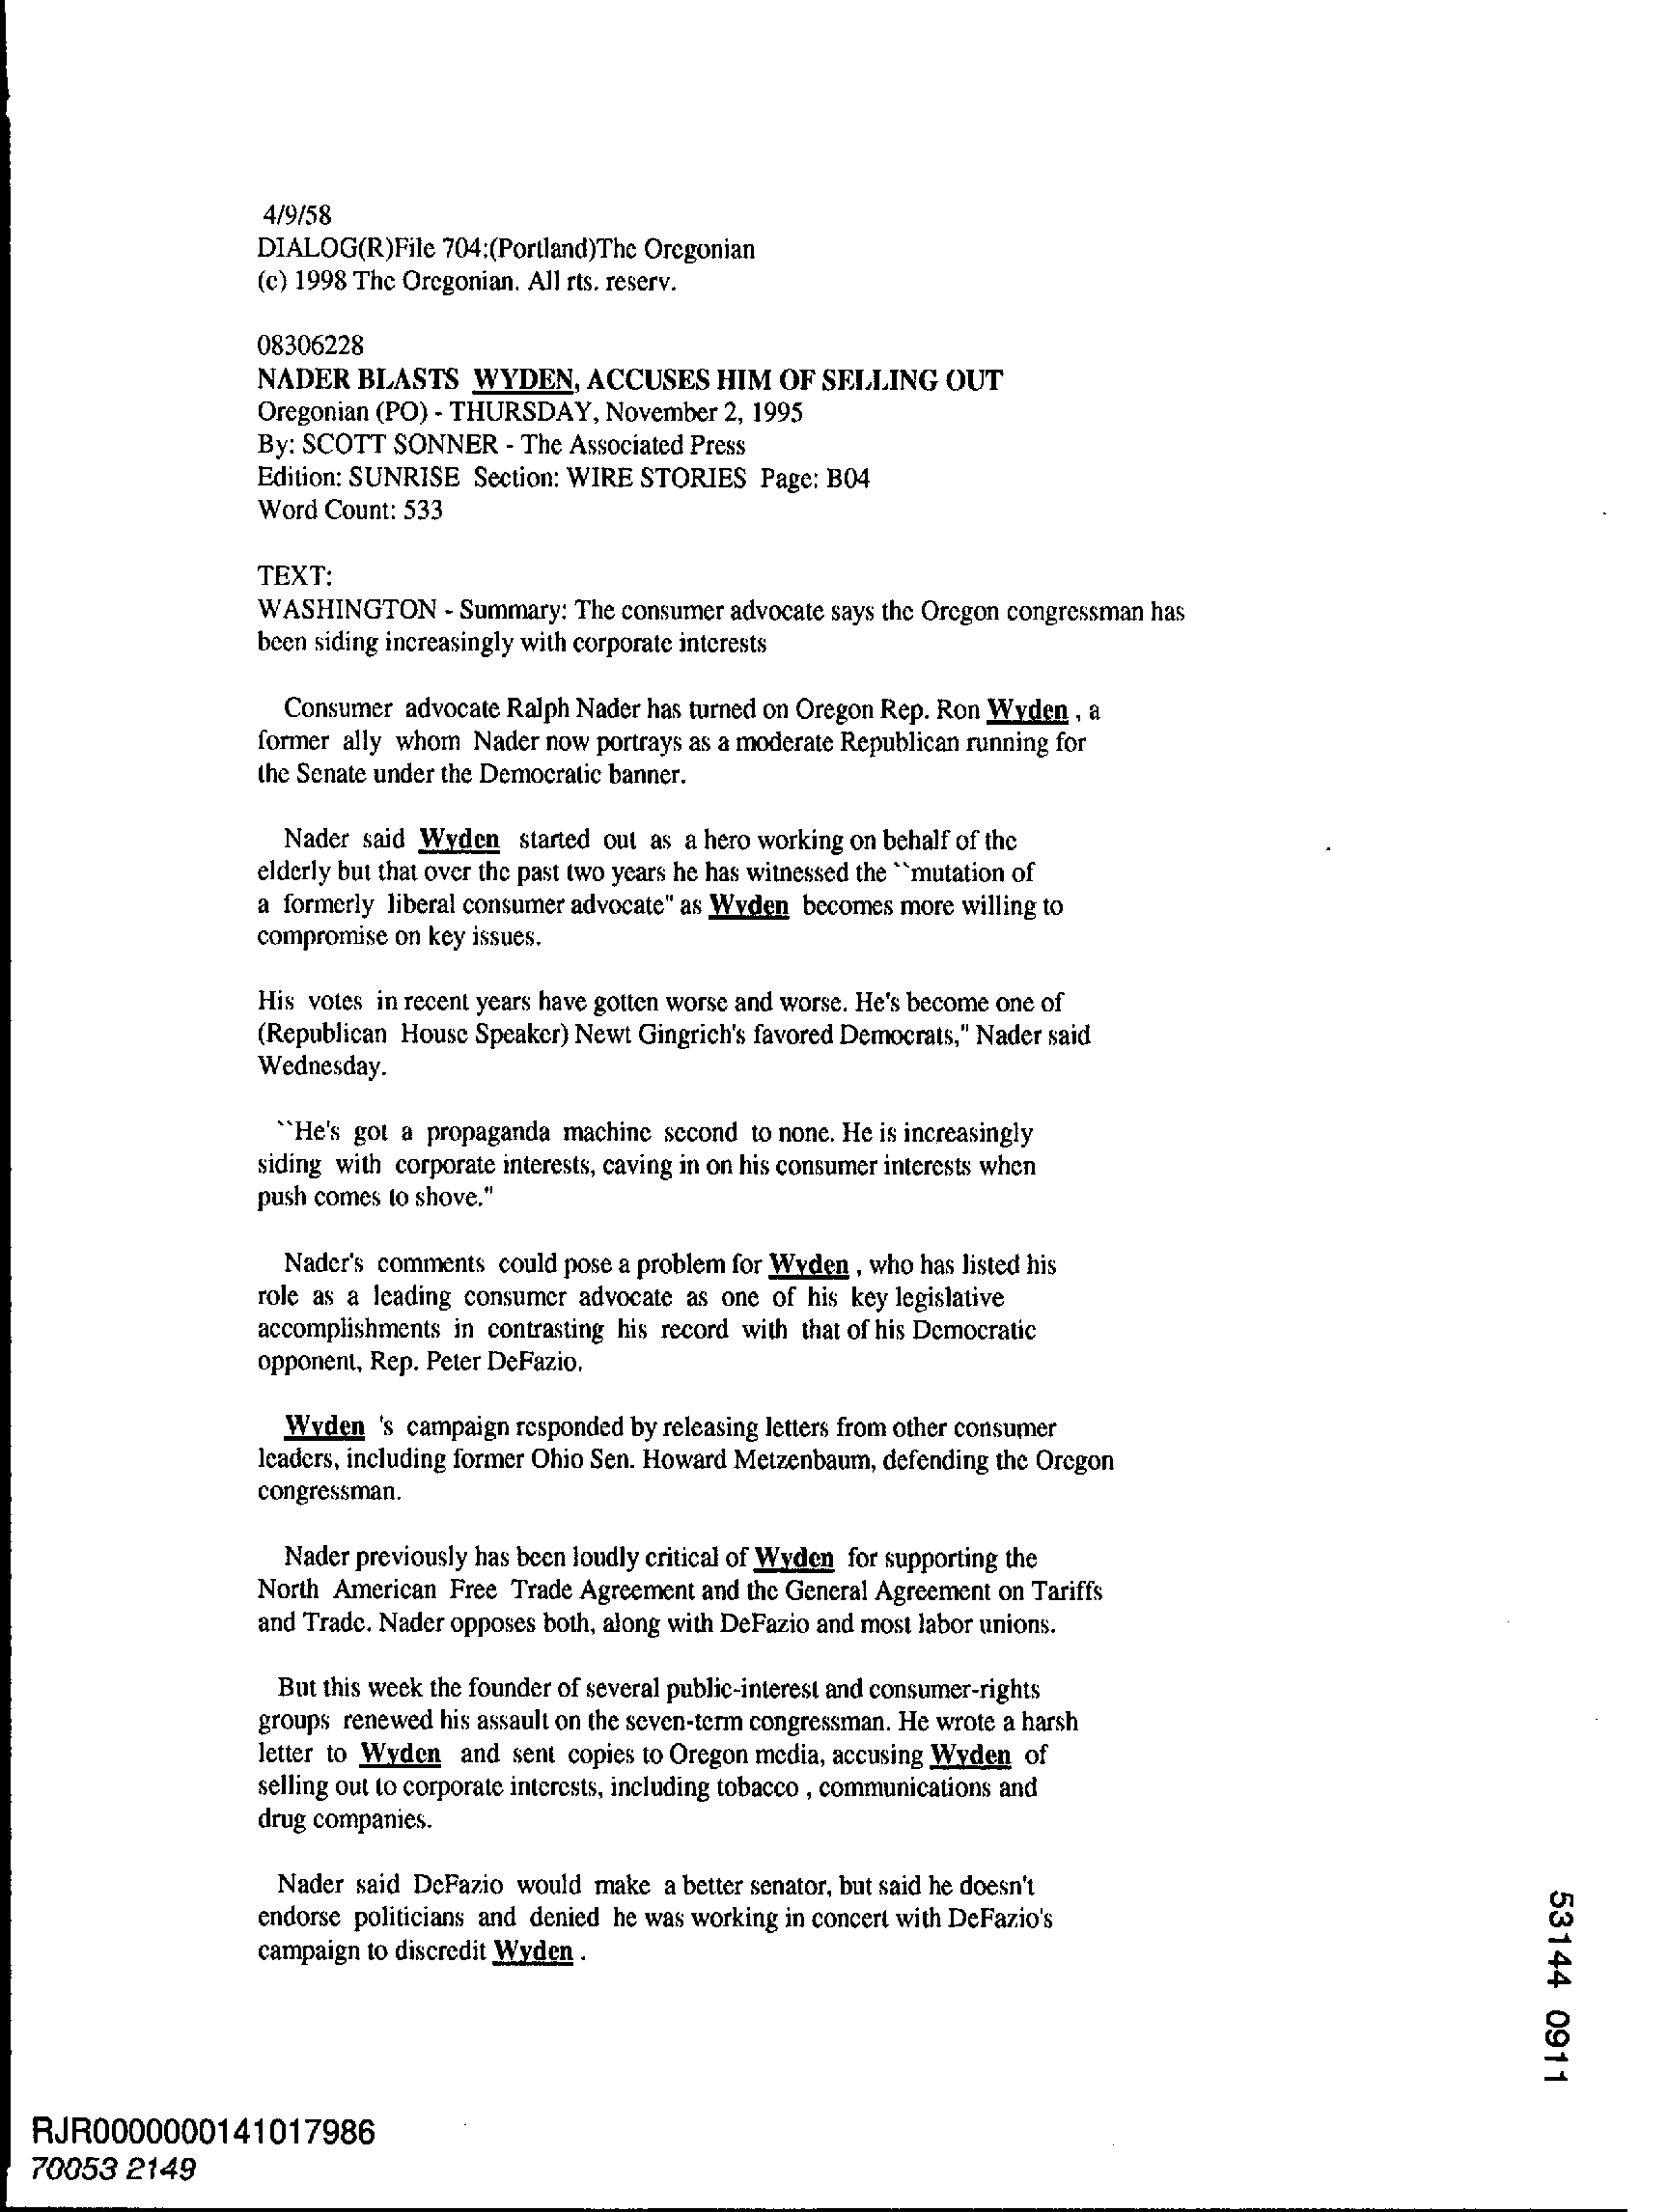 4/9/58
DIALOG(R)File 704:(Portland)The Oregonian
(c) 1998 The Oregonian. All rts. reserv.
08306228
NADER BLASTS WYDEN, ACCUSES HIM OF SELLING OUT
Oregonian (PO) - THURSDAY, November 2, 1995
By: SCOTT SONNER - The Associated Press
Edition: SUNRISE Section: WIRE STORIES Page: B04
Word Count: 533
TEXT:
WASHINGTON - Summary: The consumer advocate says the Oregon congressman has
been siding increasingly with corporate interests
Consumer advocate Ralph Nader has turned on Oregon Rep. Ron Wyden , a
former ally whom Nader now portrays as a moderate Republican running for
the Senate under the Democratic banner.
Nader said Wyden started out as a hero working on behalf of the
elderly but that over the past two years he has witnessed the ``mutation of
a formerly liberal consumer advocate" as Wyden becomes more willing to
compromise on key issues.
His votes in recent years have gotten worse and worse. He's become one of
(Republican House Speaker) Newt Gingrich's favored Democrats," Nader said
Wednesday.
``He's got a propaganda machine second to none. He is increasingly
siding with corporate interests, caving in on his consumer interests when
push comes to shove."
Nader's comments could pose a problem for Wyden , who has listed his
role as a leading consumer advocate as one of his key legislative
accomplishments in contrasting his record with that of his Democratic
opponent, Rep. Peter DeFazio.
Wyden 's campaign responded by releasing letters from other consumer
leaders, including former Ohio Sen. Howard Metzenbaum, defending the Oregon
congressman.
Nader previously has been loudly critical of Wyden for supporting the
North American Free Trade Agreement and the General Agreement on Tariffs
and Trade. Nader opposes both, along with DeFazio and most labor unions.
But this week the founder of several public-interest and consumer-rights
groups renewed his assault on the seven-term congressman. He wrote a harsh
letter to Wyden and sent copies to Oregon media, accusing Wyden of
selling out to corporate interests, including tobacco , communications and
drug companies.
Nader said DeFazio would make a better senator, but said he doesn't
endorse politicians and denied he was working in concert with DeFazio's
campaign to discredit Wyden .
53144 0911
RJR0000000141017986
70053 2149